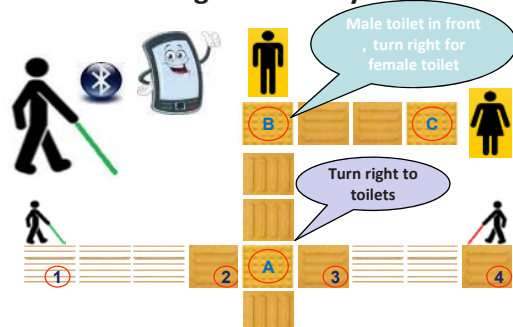 Male toilet in front
, turn right for
female toilet
B
C
Turn right to
toilets
1
2
A
3
4